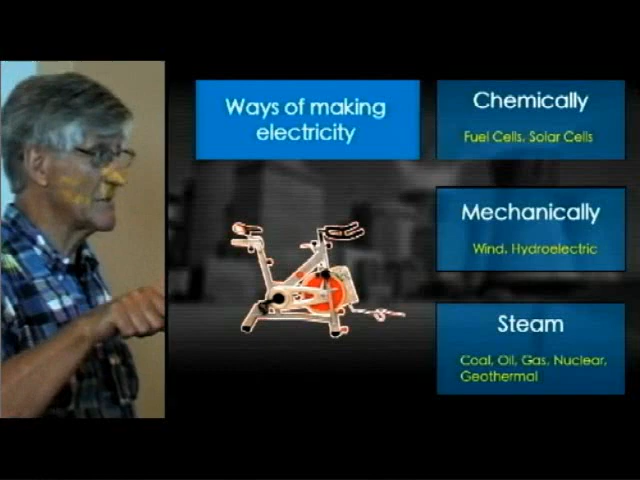 Ways of making
electricity
Chemically
Fuel Cells, Solar Cells
Mechanically
Wind, Hydroelectric
Steam
Coal, Oil, Gas, Nuclear,
Geothermal